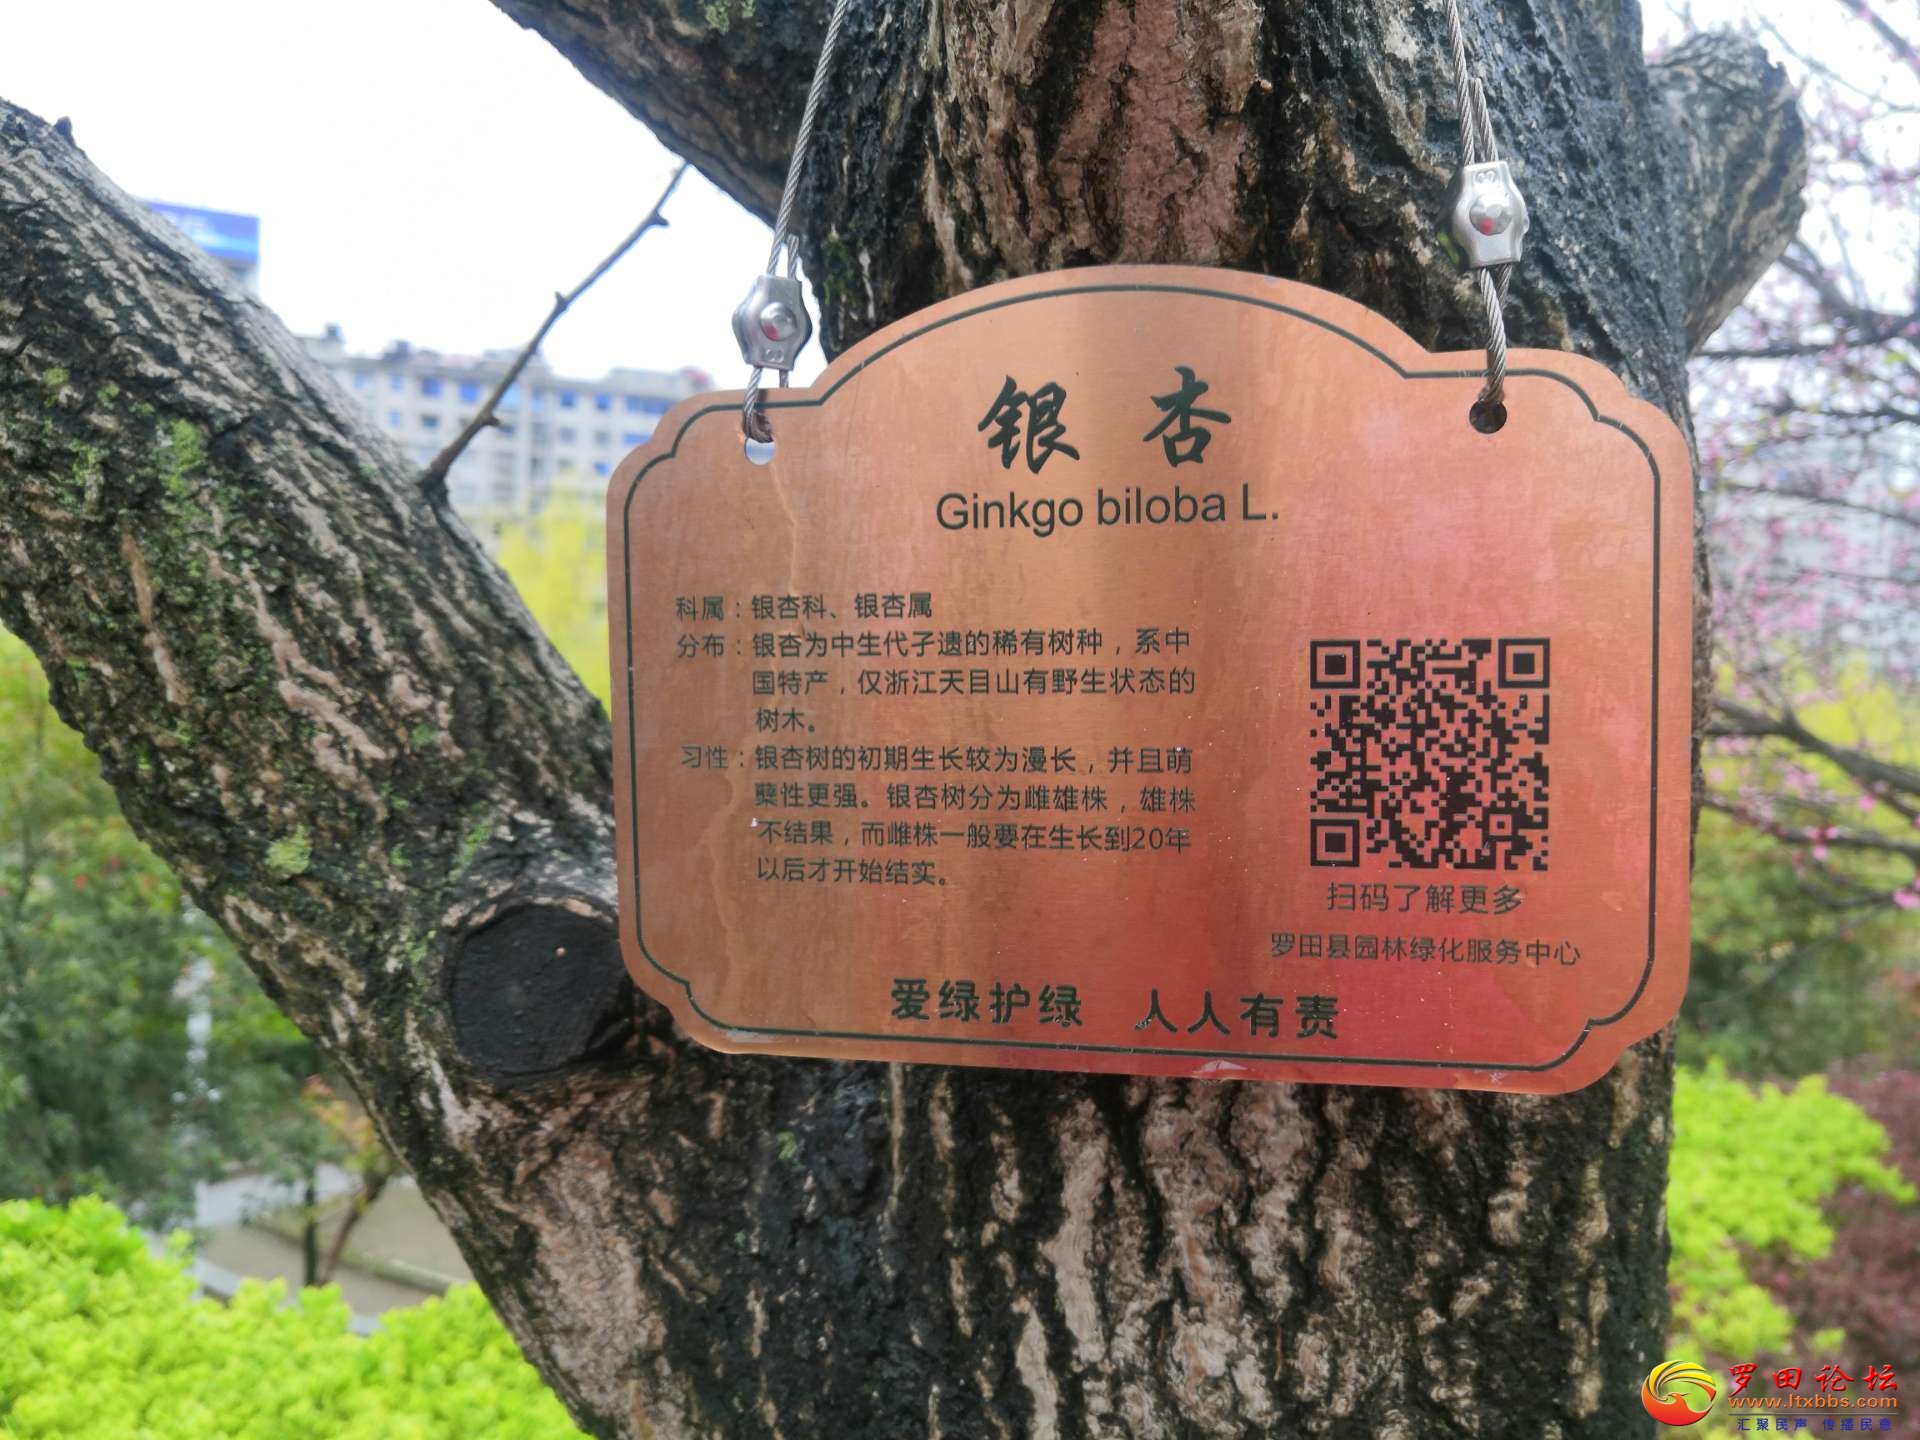 银杏
Ginkgo biloba L.
科属：银杏科、银杏属
分布：银杏为中生代孑遗的稀有树种，系中
国特产，仅浙江天目山有野生状态的
树木。
习性：银杏树的初期生长较为漫长，并且萌
蘖性更强。银杏树分为雌雄株，雄株
不结果，而雌株一般要在生长到20年
以后才开始结实。
扫码了解更多
罗田县园林绿化服务中心
爱绿护绿 人人有责
罗田论坛
www.ltxbbs.com
汇聚民声 传播民意